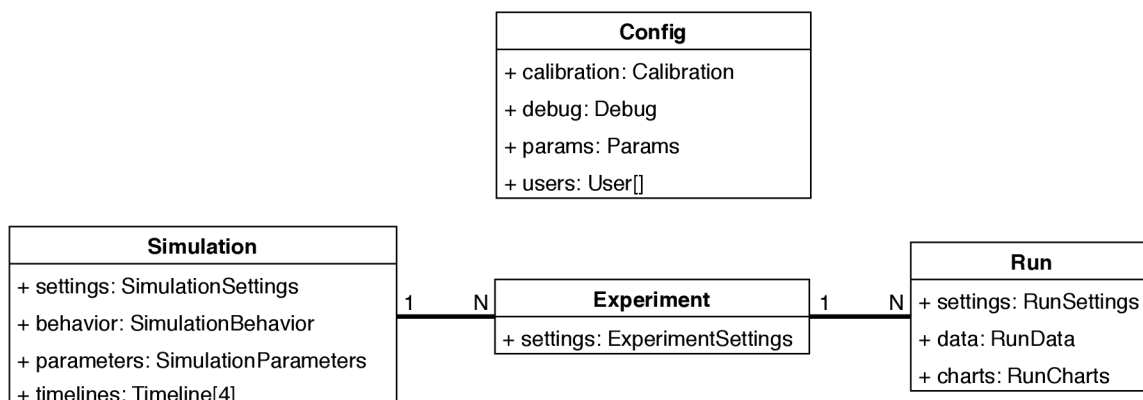 Config
+ calibration: Calibration
+ debug: Debug
+ params: Params
+ users: User[]
Simulation
+ settings: SimulationSettings
+ behavior: SimulationBehavior
+ parameters: SimulationParameters
+ timelines: Timeline[4]
1 N
Experiment
+ settings: ExperimentSettings
1 N
Run
+ settings: RunSettings
+ data: RunData
+ charts: RunCharts